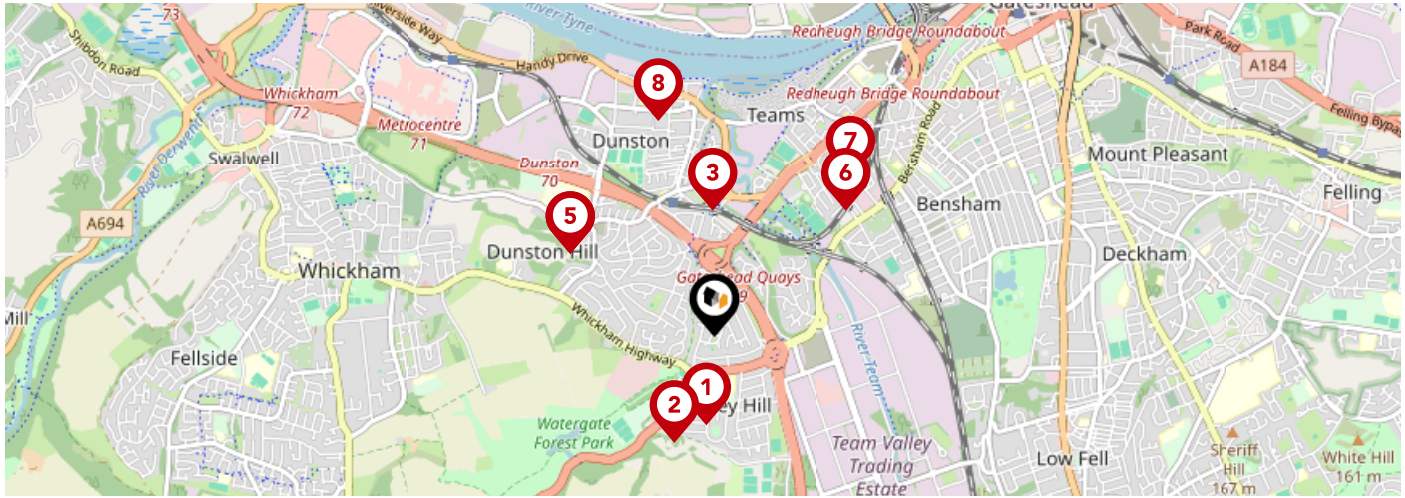 73
Riverside Way
River Tyne
Gateshead
Shibdon Road
Handy Drive
Redheugh Bridge Roundabout
Park Road
A184
Whickham
72
8
Redheugh Bridge Roundabout
Felling Bypass
Metrocentre
71
Teams
Dunston
7
Bensham Road
Swalwell
River Derwent
Dunston
70
3
6
Mount Pleasant
Felling
A694
5
Bensham
Dunston Hill
Deckham
Whickham
Gateshead Quays
9
Mill
Whickham Highway
River Team
Fellside
1
2
ey Hill
Watergate
Forest Park
Team Valley
Trading
Estate
Low Fell
Sheriff
Hill
167 m
White Hill
161 m